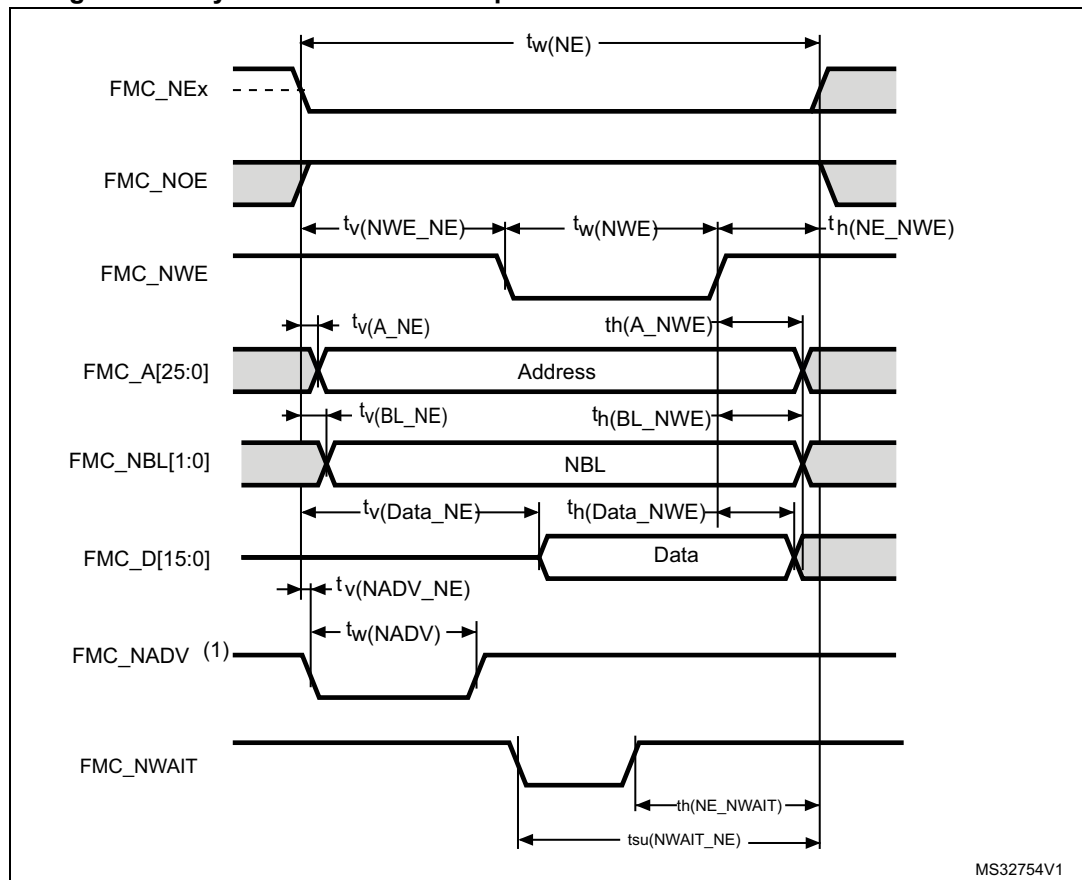 tw(NE)
FMC_NEx
FMC_NOE
tv(NWE_NE) tw(NWE) th(NE_NWE)
FMC_NWE
tv(A_NE) th(A_NWE)
FMC_A[25:0] Address
tv(BL_NE) th(BL_NWE)
FMC_NBL[1:0] NBL
tv(Data_NE) th(Data_NWE)
FMC_D[15:0] Data
tv(NADV_NE)
tw(NADV)
FMC_NADV (1)
FMC_NWAIT
th(NE_NWAIT)
tsu(NWAIT_NE)
MS32754V1